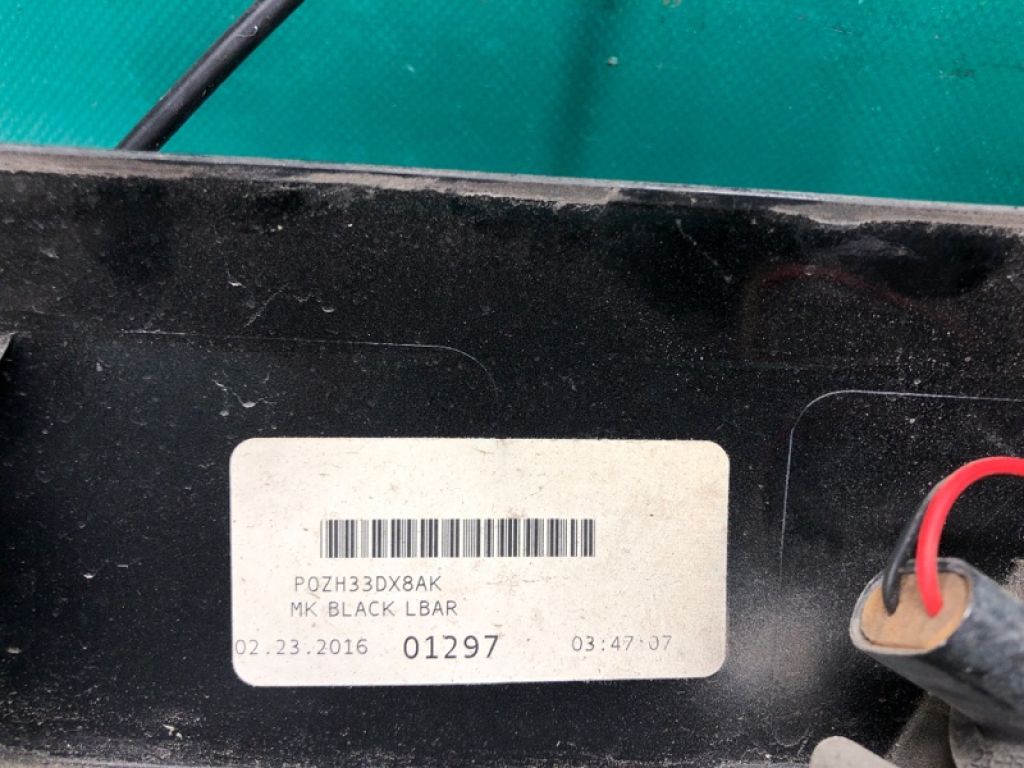 P0ZH33DX8AK
MK BLACK LBAR
02.23.2016 01297 03:47:07